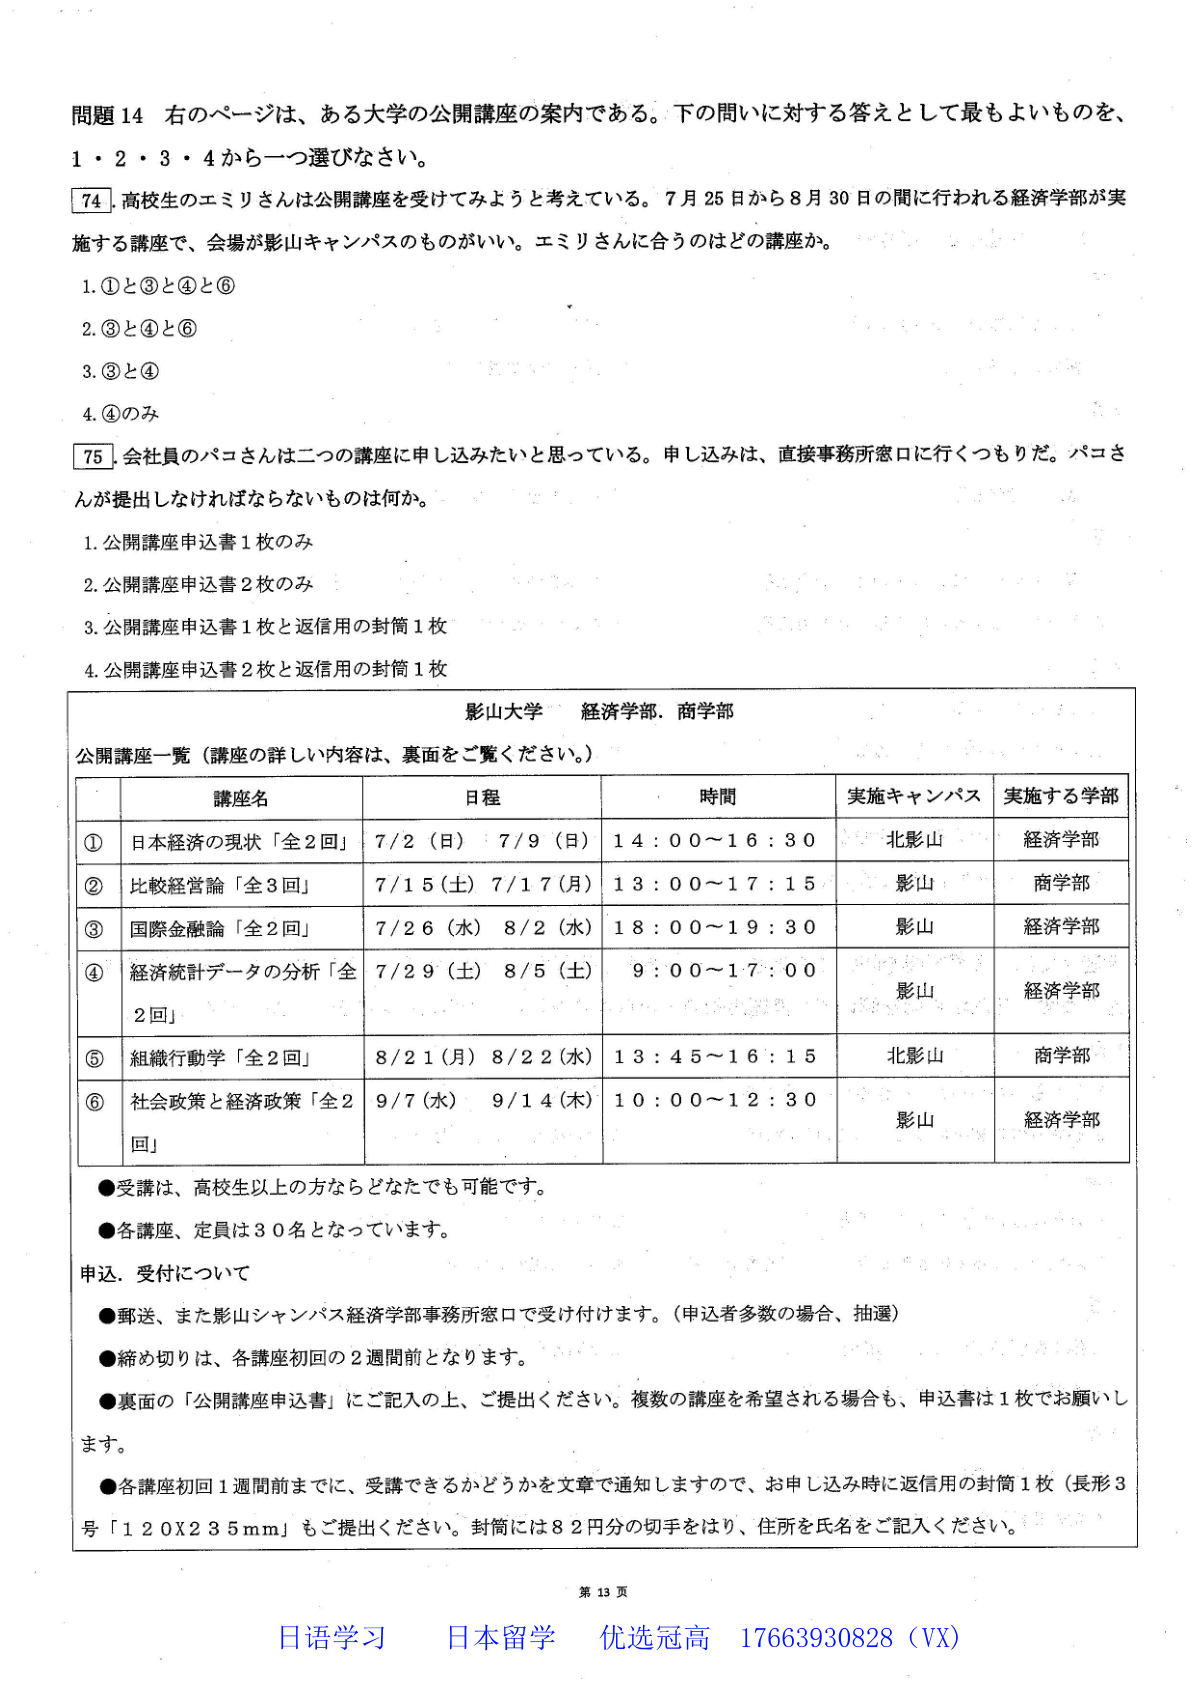 問題14　右のページは、ある大学の公開講座の案内である。下の問いに対する答えとして最もよいものを、
1・2・3・4から一つ選びなさい。
74.高校生のエミリさんは公開講座を受けてみようと考えている。7月25日から8月30日の間に行われる経済学部が実
施する講座で、会場が影山キャンパスのものがいい。エミリさんに合うのはどの講座か。
1.①と③と④と⑥
2.③と④と⑥
3.③と④
4.④のみ
75.会社員のパコさんは二つの講座に申し込みたいと思っている。申し込みは、直接事務所窓口に行くつもりだ。パコさ
んが提出しなければならないものは何か。
1.公開講座申込書1枚のみ
2.公開講座申込書2枚のみ
3.公開講座申込書1枚と返信用の封筒1枚
4.公開講座申込書2枚と返信用の封筒1枚
影山大学　　経済学部．商学部
公開講座一覧（講座の詳しい内容は、裏面をご覧ください。）
講座名　日程　時間　実施キャンパス　実施する学部
①　日本経済の現状「全２回」　７/２（日）　７/９（日）　１４：００～１６：３０　北影山　経済学部
②　比較経営論「全３回」　７/１５(土)　７/１７(月)　１３：００～１７：１５　影山　商学部
③　国際金融論「全２回」　７/２６（水）　８/２（水）　１８：００～１９：３０　影山　経済学部
④　経済統計データの分析「全　７/２９（土）　８/５（土）　９：００～１７：００　影山　経済学部
２回」
⑤　組織行動学「全２回」　８/２１(月)　８/２２(水)　１３：４５～１６：１５　北影山　商学部
⑥　社会政策と経済政策「全２　９/７(水)　９/１４(木)　１０：００～１２：３０　影山　経済学部
回」
●受講は、高校生以上の方ならどなたでも可能です。
●各講座、定員は３０名となっています。
申込．受付について
●郵送、また影山シャンパス経済学部事務所窓口で受け付けます。（申込者多数の場合、抽選）
●締め切りは、各講座初回の２週間前となります。
●裏面の「公開講座申込書」にご記入の上、ご提出ください。複数の講座を希望される場合も、申込書は１枚でお願いし
ます。
●各講座初回１週間前までに、受講できるかどうかを文章で通知しますので、お申し込み時に返信用の封筒１枚（長形３
号「１２０X２３５mm」もご提出ください。封筒には８２円分の切手をはり、住所を氏名をご記入ください。
第 13 页
日语学习　　日本留学　　优选冠高　17663930828（VX)